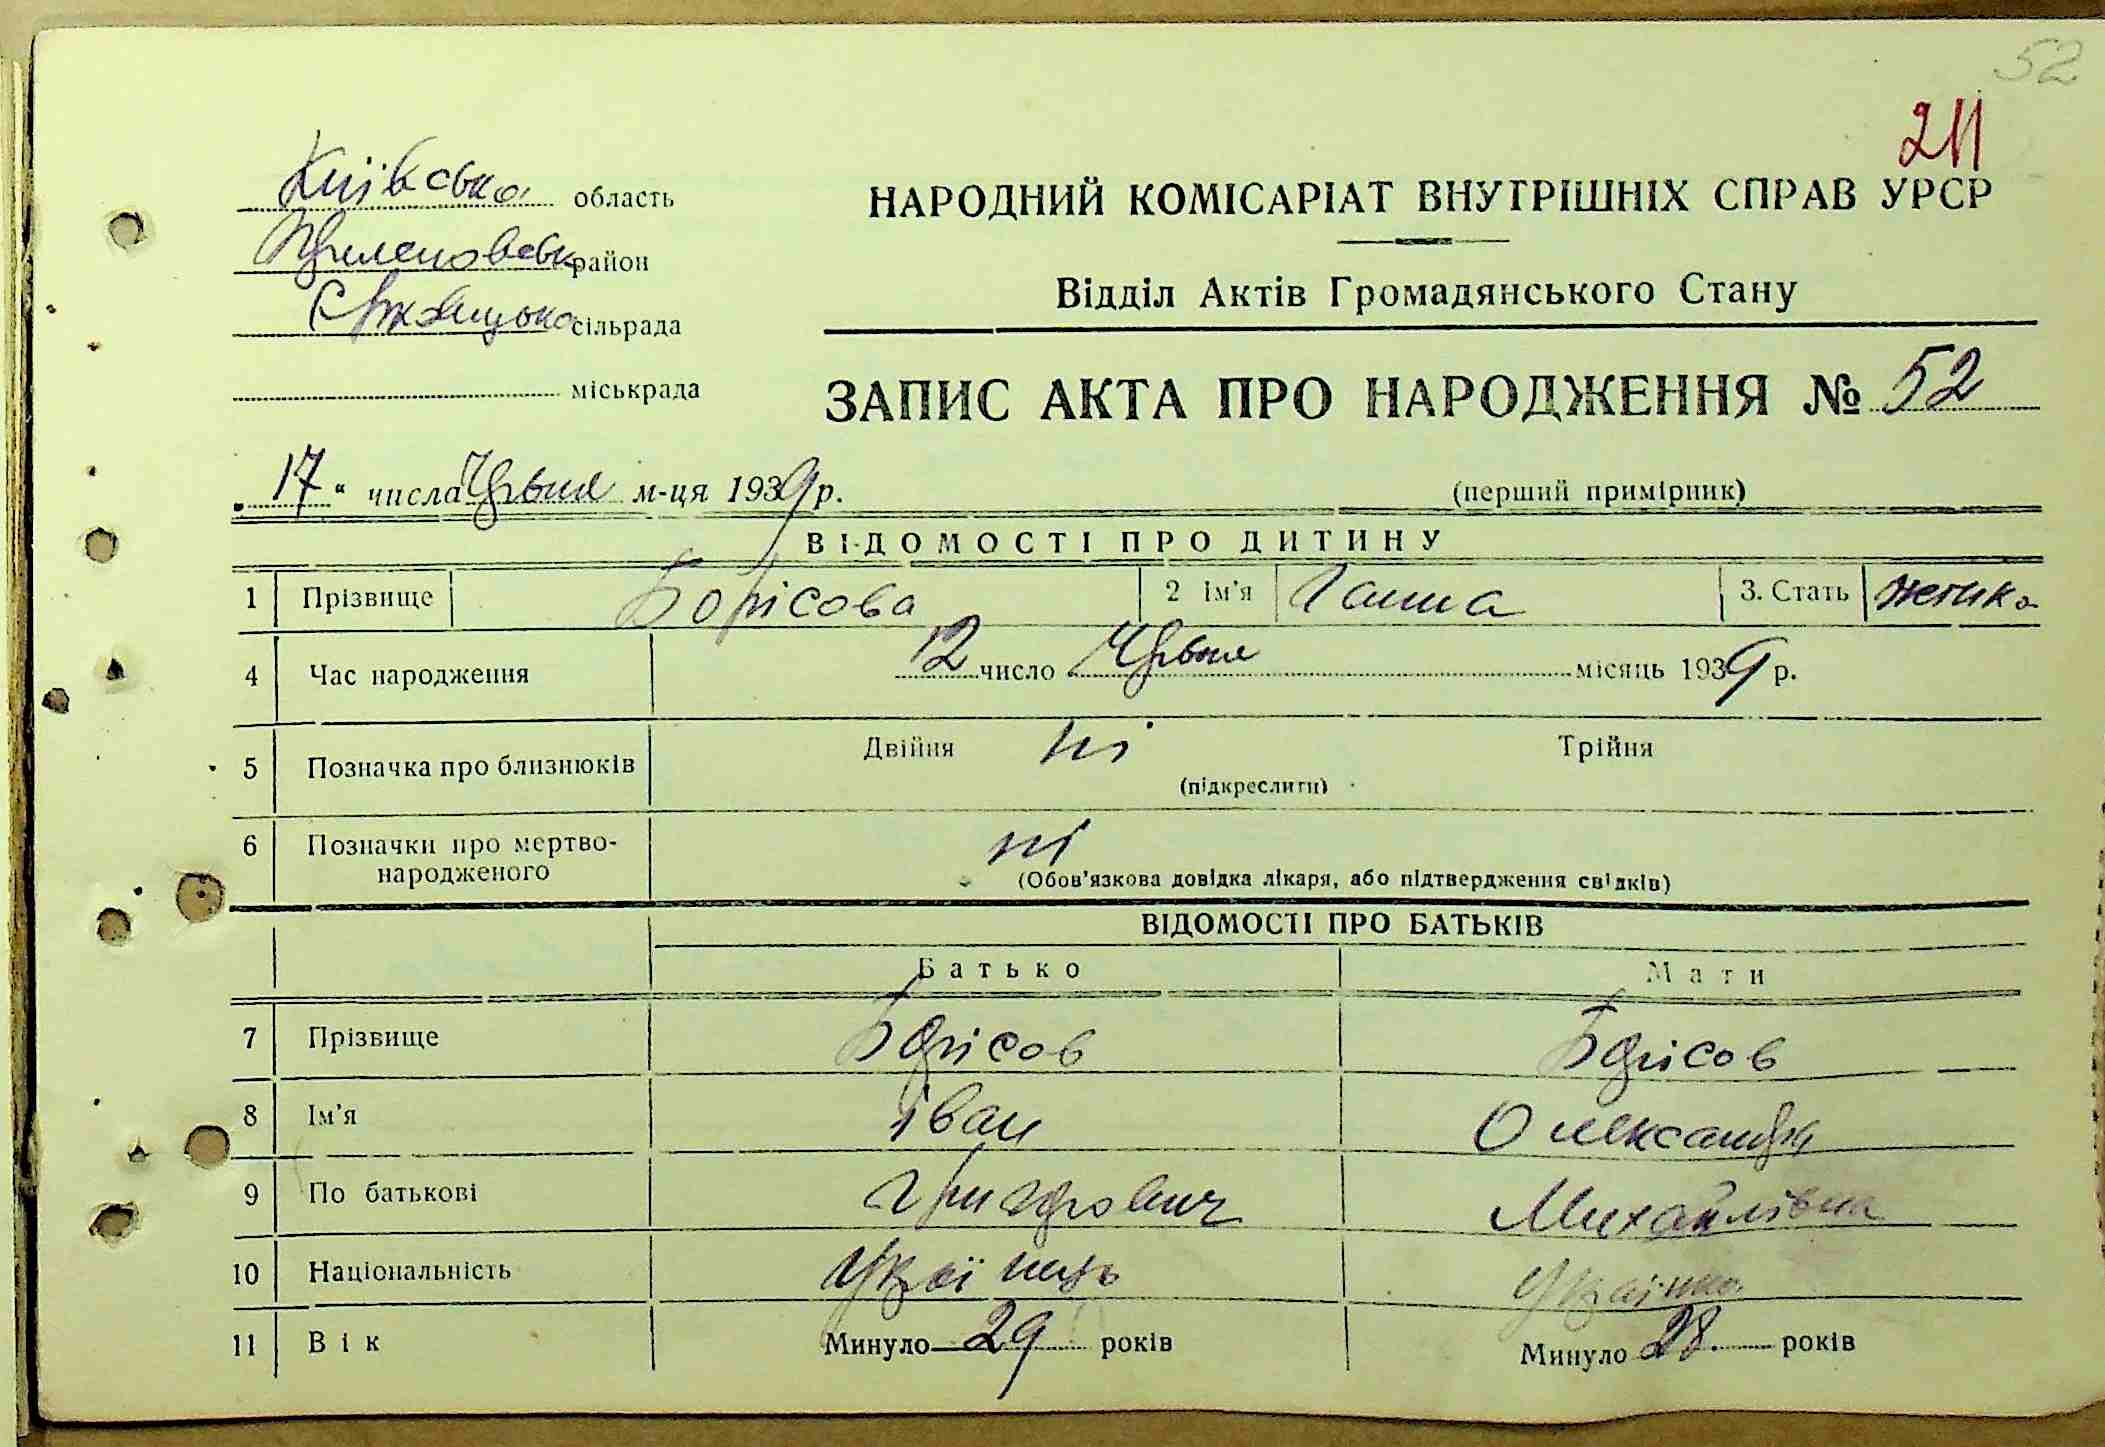 52
211
Київська область
НАРОДНИЙ КОМІСАРІАТ ВНУТРІШНІХ СПРАВ УРСР
район
Відділ Актів Громадянського Стану
сільрада
міськрада
ЗАПИС АКТА ПРО НАРОДЖЕННЯ № 52
„17“ числа Червня м-ця 1939 р.
(перший примірник)
ВІДОМОСТІ ПРО ДИТИНУ
1 Прізвище Борісова 2 Ім'я Ганна 3. Стать
4 Час народження 12 число Червня місяць 1939 р.
5 Позначка про близнюків Двійня ні Трійня
(підкреслити)
6 Позначки про мертво-
народженого ні
(Обов'язкова довідка лікаря, або підтвердження свідків)
ВІДОМОСТІ ПРО БАТЬКІВ
Батько Мати
7 Прізвище Борісов Борісов
8 Ім'я Іван Олександра
9 По батькові Михайлівна
10 Національність Українець Українка
11 Вік Минуло 29 років Минуло 28 років